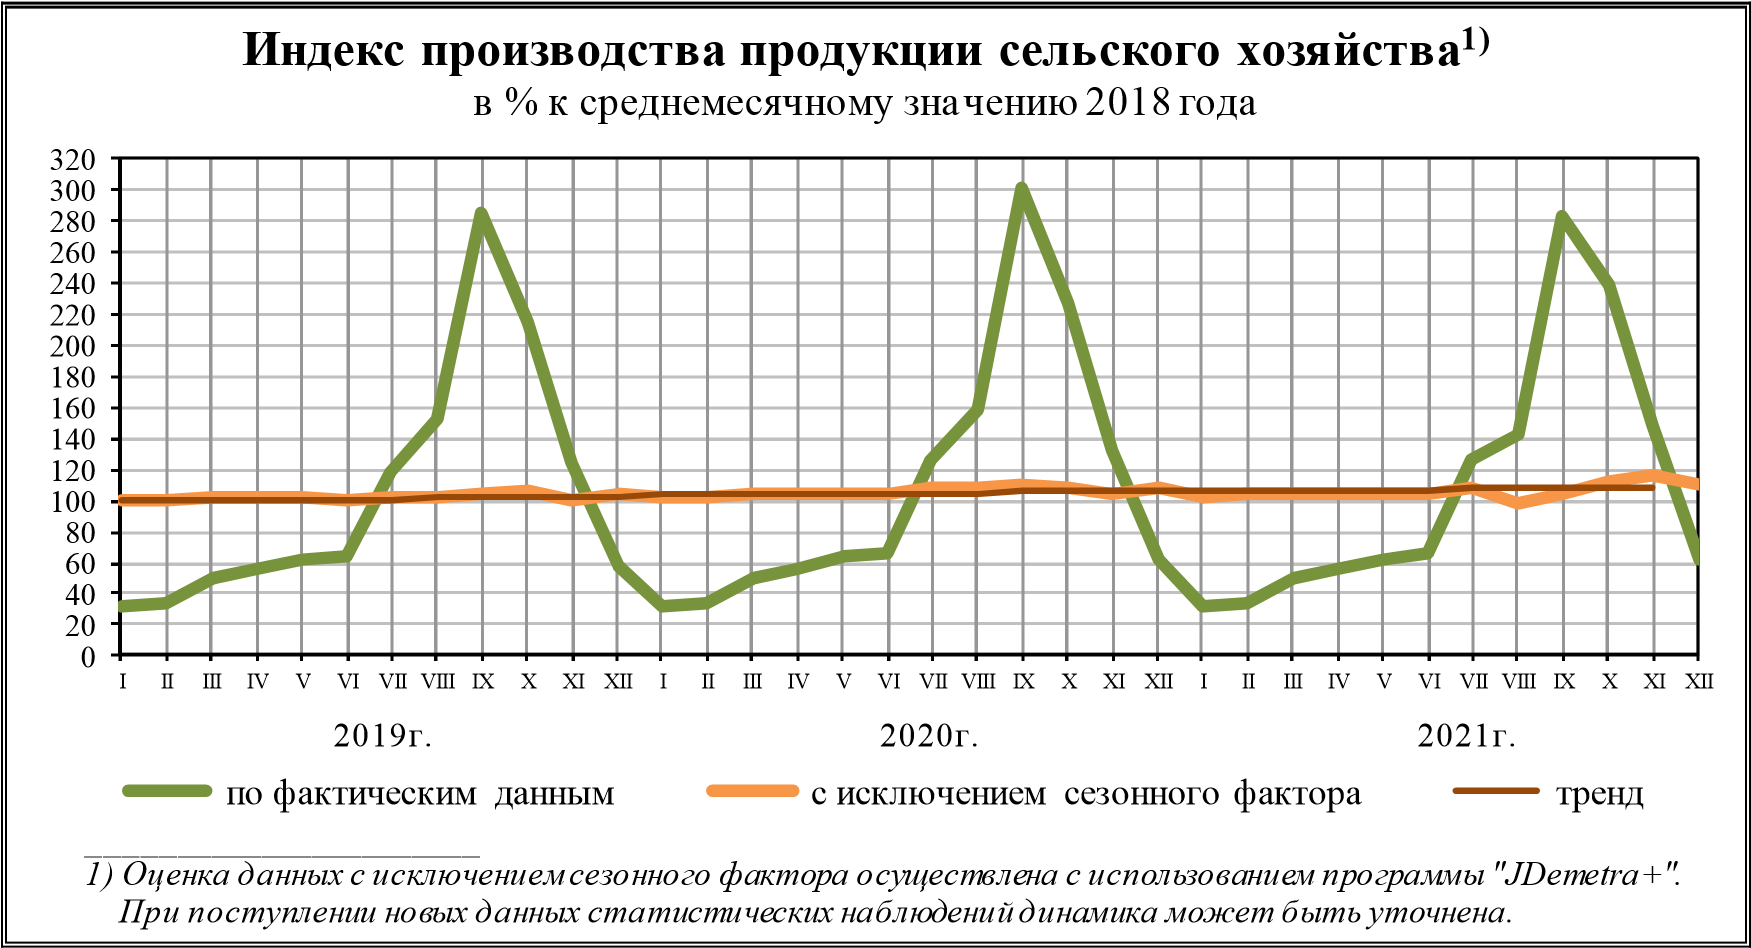 Индекс производства продукции сельского хозяйства1)
в % к среднемесячному значению 2018 года
320
300
280
260
240
220
200
180
160
140
120
100
80
60
40
20
0
I II III IV V VI VII VIII IX X XI XII I II III IV V VI VII VIII IX X XI XII I II III IV V VI VII VIII IX X XI XII
2019г. 2020г. 2021г.
по фактическим данным с исключением сезонного фактора тренд
1) Оценка данных с исключением сезонного фактора осуществлена с использованием программы "JDemetra+".
При поступлении новых данных статистических наблюдений динамика может быть уточнена.